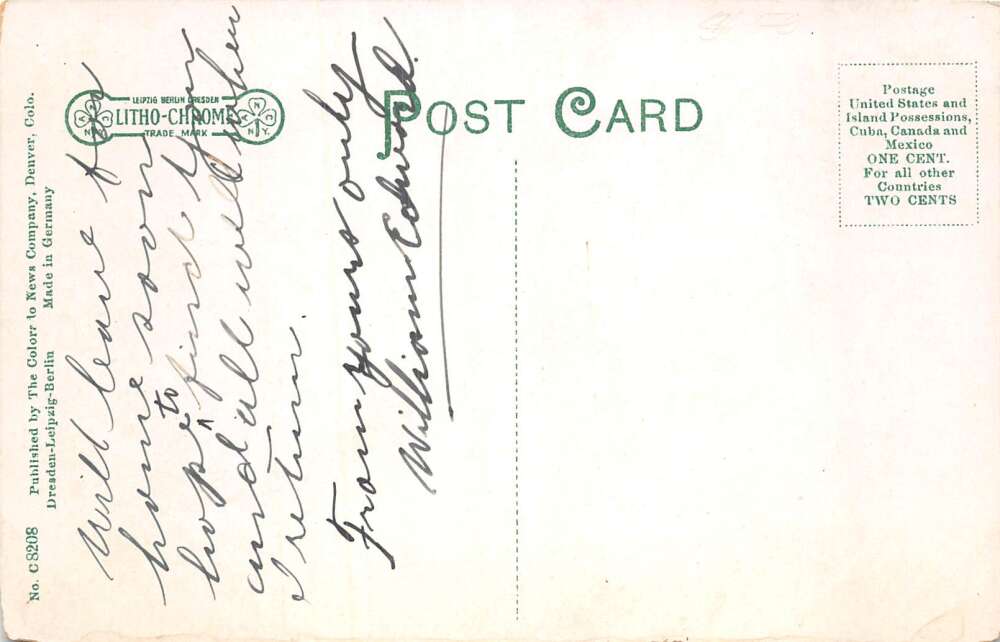 No. C 8208
Published by The Colorr to News Company, Denver, Colo.
Dresden-Leipzig-Berlin Made in Germany
LEIPZIG BERLIN DRESDEN
LITHO-CHROME
TRADE MARK
N.Y.
POST CARD
Postage
United States and
Island Possessions,
Cuba, Canada and
Mexico
ONE CENT.
For all other
Countries
TWO CENTS
Will leave for
home soon
hope to find you
and all well when
I return.
From yours only
William Edward.